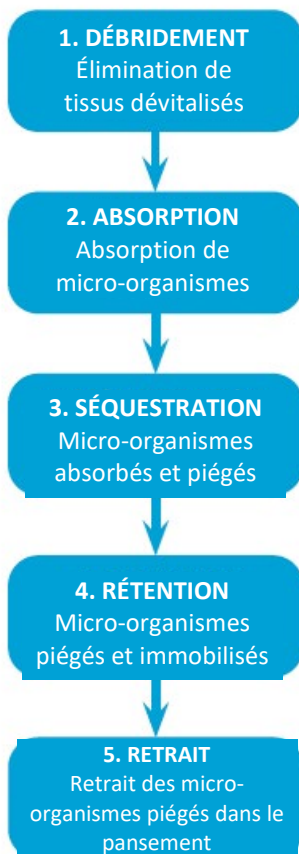 1. DÉBRIDEMENT
Élimination de
tissus dévitalisés
2. ABSORPTION
Absorption de
micro-organismes
3. SÉQUESTRATION
Micro-organismes
absorbés et piégés
4. RÉTENTION
Micro-organismes
piégés et immobilisés
5. RETRAIT
Retrait des micro-
organismes piégés dans le
pansement